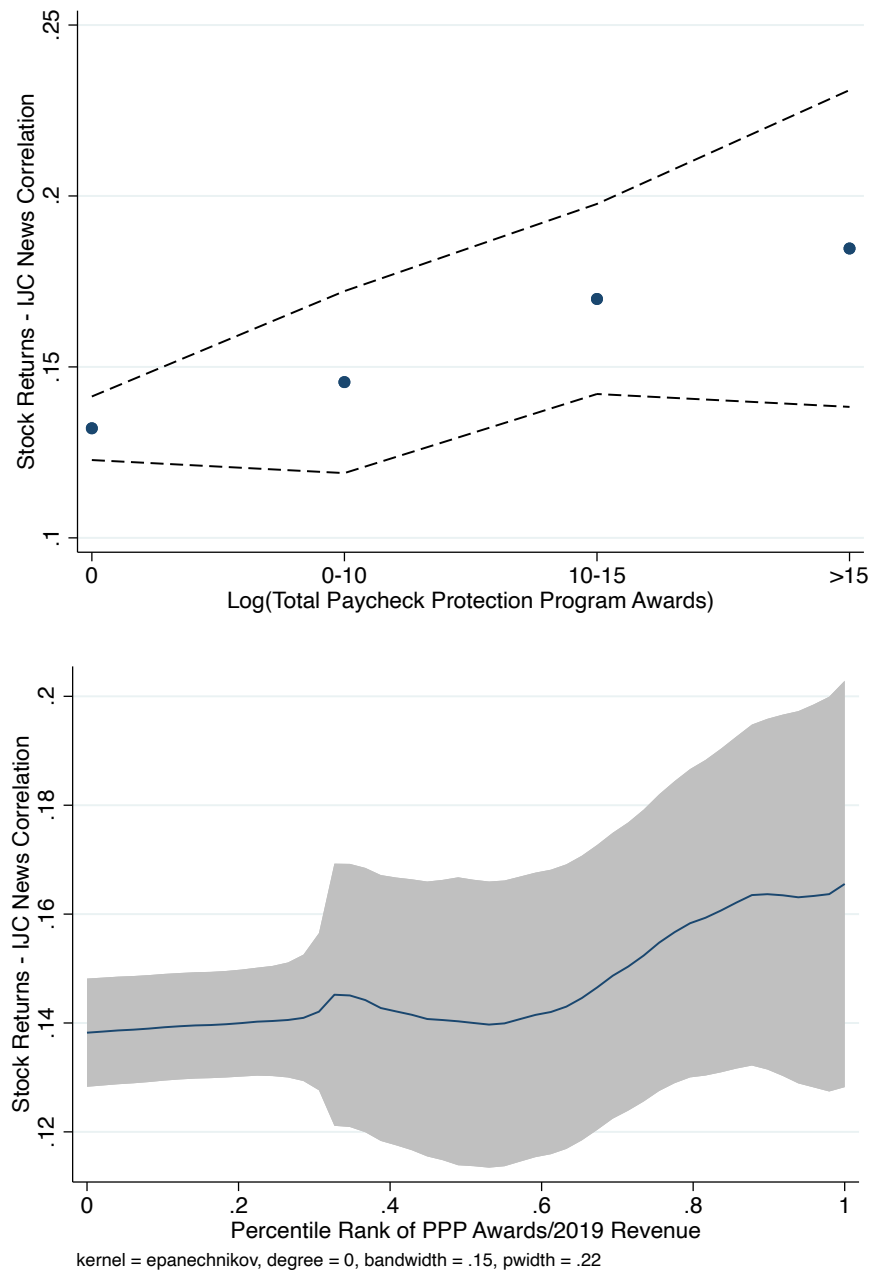 Stock Returns - IJC News Correlation
.25
.2
.15
.1
0 0-10 10-15 >15
Log(Total Paycheck Protection Program Awards)
Stock Returns - IJC News Correlation
.2
.18
.16
.14
.12
0 .2 .4 .6 .8 1
Percentile Rank of PPP Awards/2019 Revenue
kernel = epanechnikov, degree = 0, bandwidth = .15, pwidth = .22